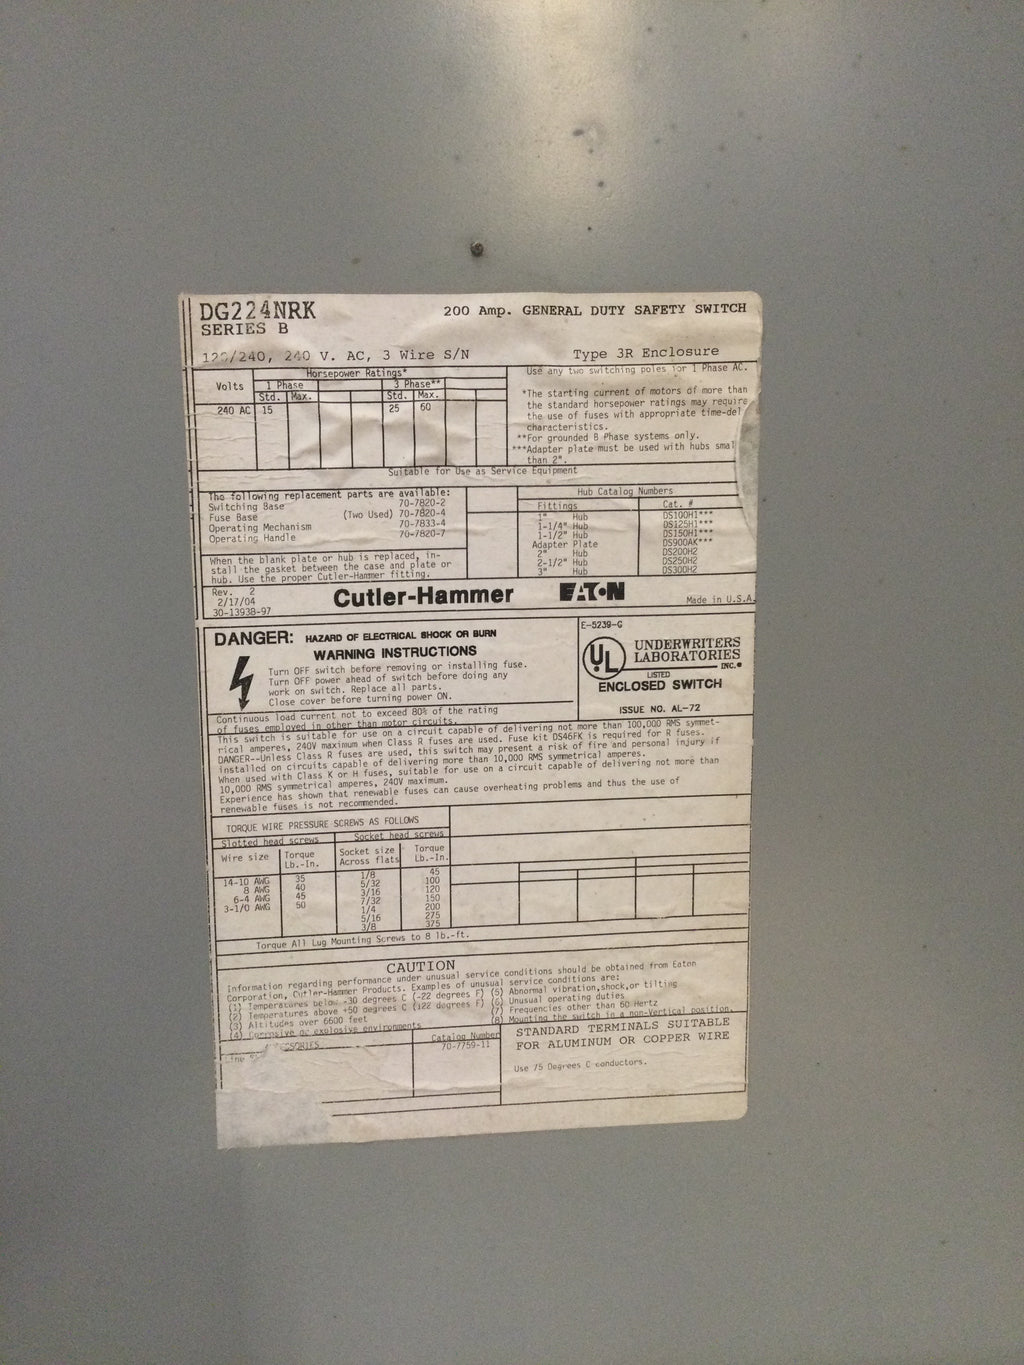 DG224NRK
200 Amp. GENERAL DUTY SAFETY SWITCH
SERIES B
120/240, 240 V. AC, 3 Wire S/N
Type 3R Enclosure
Volts
Horsepower Ratings*
1 Phase
3 Phase**
Std. Max.
Std. Max.
240 AC 15 25 60
Use any two switching poles for 1 Phase AC.
*The starting current of motors of more than
the standard horsepower ratings may require
the use of fuses with appropriate time-del
characteristics.
**For grounded B Phase systems only.
***Adapter plate must be used with hubs smal
than 2".
Suitable for Use as Service Equipment
The following replacement parts are available:
Switching Base 70-7820-2
Fuse Base (Two Used) 70-7820-4
Operating Mechanism 70-7833-4
Operating Handle 70-7820-7
When the blank plate or hub is replaced, in-
stall the gasket between the case and plate or
hub. Use the proper Cutler-Hammer fitting.
Hub Catalog Numbers
Fittings Cat. #
1" Hub DS100H1***
1-1/4" Hub DS125H1***
1-1/2" Hub DS150H1***
Adapter Plate DS900AK***
2" Hub DS200H2
2-1/2" Hub DS250H2
3" Hub DS300H2
Rev. 2
2/17/04
30-13938-97
Cutler-Hammer
EATON
Made in U.S.A.
DANGER: HAZARD OF ELECTRICAL SHOCK OR BURN
WARNING INSTRUCTIONS
Turn OFF switch before removing or installing fuse.
Turn OFF power ahead of switch before doing any
work on switch. Replace all parts.
Close cover before turning power ON.
E-5239-G
UL
UNDERWRITERS
LABORATORIES
INC.®
LISTED
ENCLOSED SWITCH
ISSUE NO. AL-72
Continuous load current not to exceed 80% of the rating
of fuses employed in other than motor circuits.
This switch is suitable for use on a circuit capable of delivering not more than 100,000 RMS symmet-
rical amperes, 240V maximum when Class R fuses are used. Fuse kit DS46FK is required for R fuses.
DANGER--Unless Class R fuses are used, this switch may present a risk of fire and personal injury if
installed on circuits capable of delivering more than 10,000 RMS symmetrical amperes.
When used with Class K or H fuses, suitable for use on a circuit capable of delivering not more than
10,000 RMS symmetrical amperes, 240V maximum.
Experience has shown that renewable fuses can cause overheating problems and thus the use of
renewable fuses is not recommended.
TORQUE WIRE PRESSURE SCREWS AS FOLLOWS
Slotted head screws
Socket head screws
Wire size
Torque
Lb.-In.
Socket size
Across flats
Torque
Lb.-In.
14-10 AWG 35
8 AWG 40
6-4 AWG 45
3-1/0 AWG 50
1/8 45
5/32 100
3/16 120
7/32 150
1/4 200
5/16 275
3/8 375
Torque All Lug Mounting Screws to 8 lb.-ft.
CAUTION
Information regarding performance under unusual service conditions should be obtained from Eaton
Corporation, Cutler-Hammer Products. Examples of unusual service conditions are:
(1) Temperatures below -30 degrees C (-22 degrees F)
(2) Temperatures above +50 degrees C (122 degrees F)
(3) Altitudes over 6600 feet
(4) Corrosive or explosive environments
(5) Abnormal vibration,shock,or tilting
(6) Unusual operating duties
(7) Frequencies other than 60 Hertz
(8) Mounting the switch in a non-Vertical position.
Catalog Number
70-7759-11
STANDARD TERMINALS SUITABLE
FOR ALUMINUM OR COPPER WIRE
Use 75 Degrees C conductors.